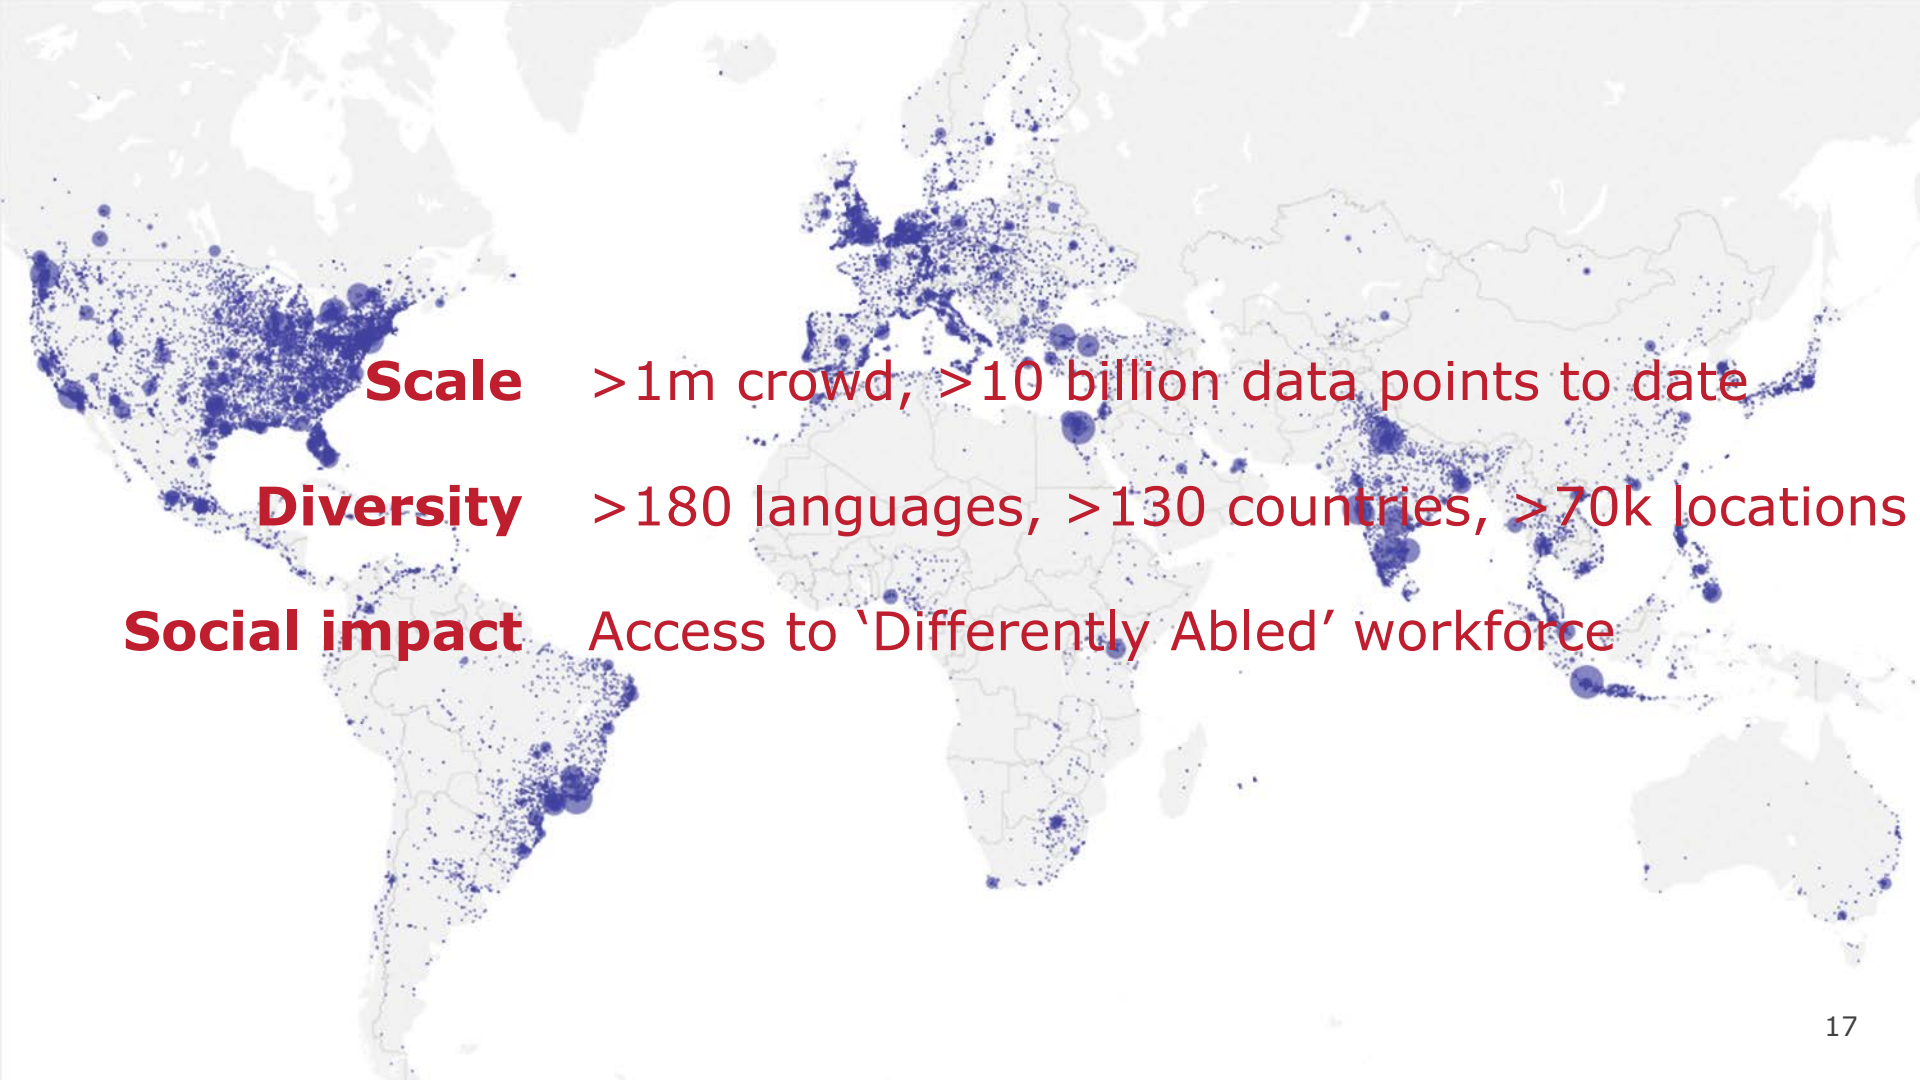 Scale >1m crowd, >10 billion data points to date
Diversity >180 languages, >130 countries, >70k locations
Social impact Access to ‘Differently Abled’ workforce
17